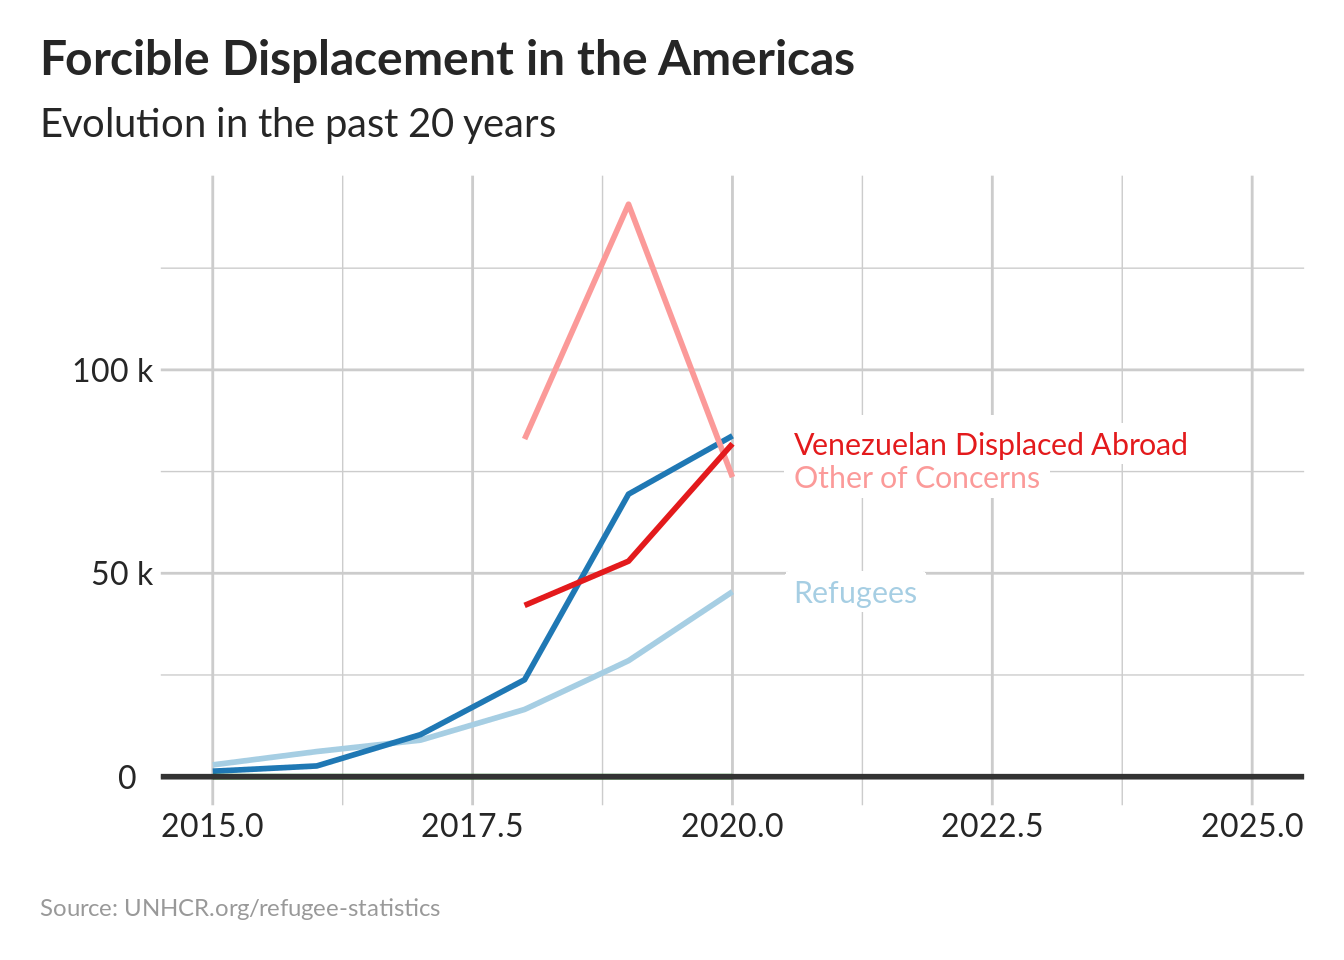 Forcible Displacement in the Americas
Evolution in the past 20 years
100 k
50 k
0
Venezuelan Displaced Abroad
Other of Concerns
Refugees
2015.0 2017.5 2020.0 2022.5 2025.0
Source: UNHCR.org/refugee-statistics